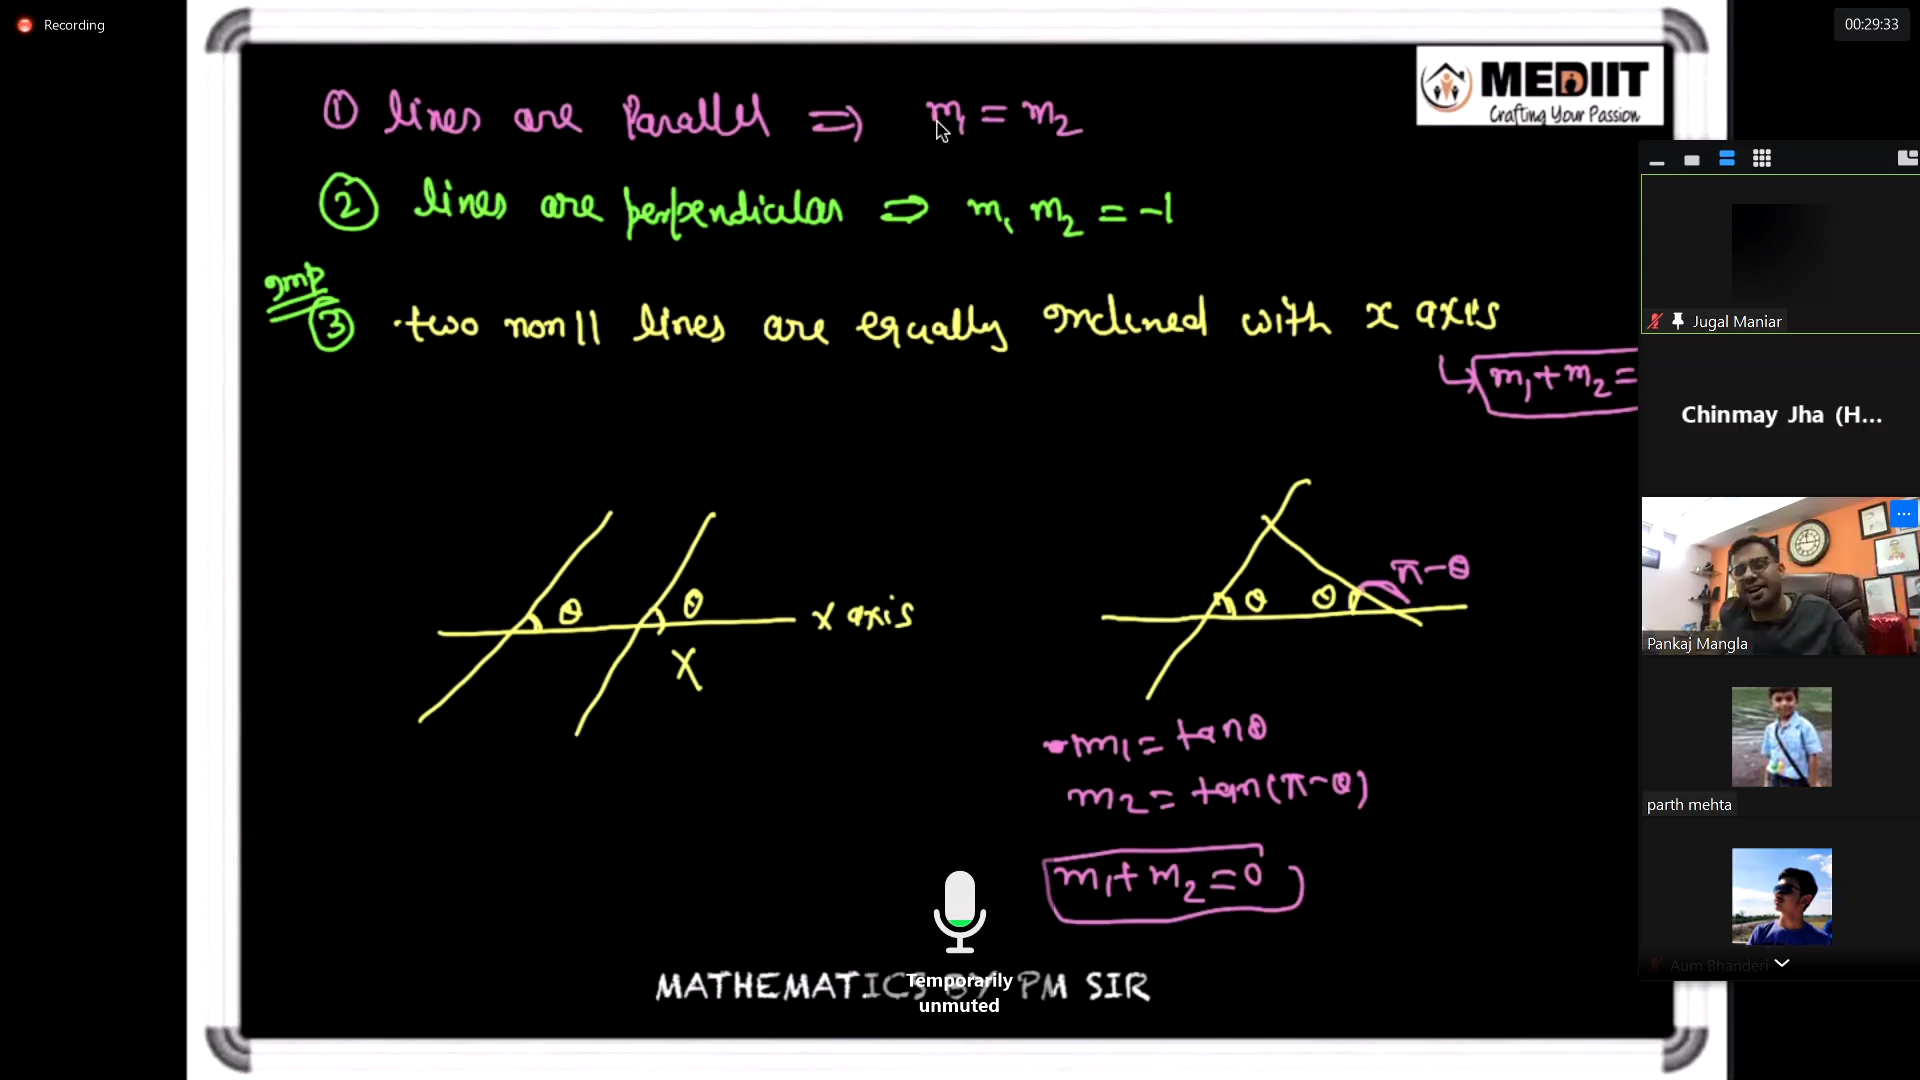 Recording
00:29:33
MEDIIT
Crafting Your Passion
① lines are Parallel ⇒ m₁ = m₂
② lines are perpendicular ⇒ m₁ m₂ = -1
Imp
③ two non || lines are equally inclined with x axis
↳ m₁+m₂ =
θ θ x axis
X
θ θ π-θ
m₁ = tanθ
m₂ = tan(π-θ)
m₁+m₂ = 0
MATHEMATICS BY PM SIR
Temporarily
unmuted
Jugal Maniar
Chinmay Jha (H...
Pankaj Mangla
parth mehta
Aum Bhanderi